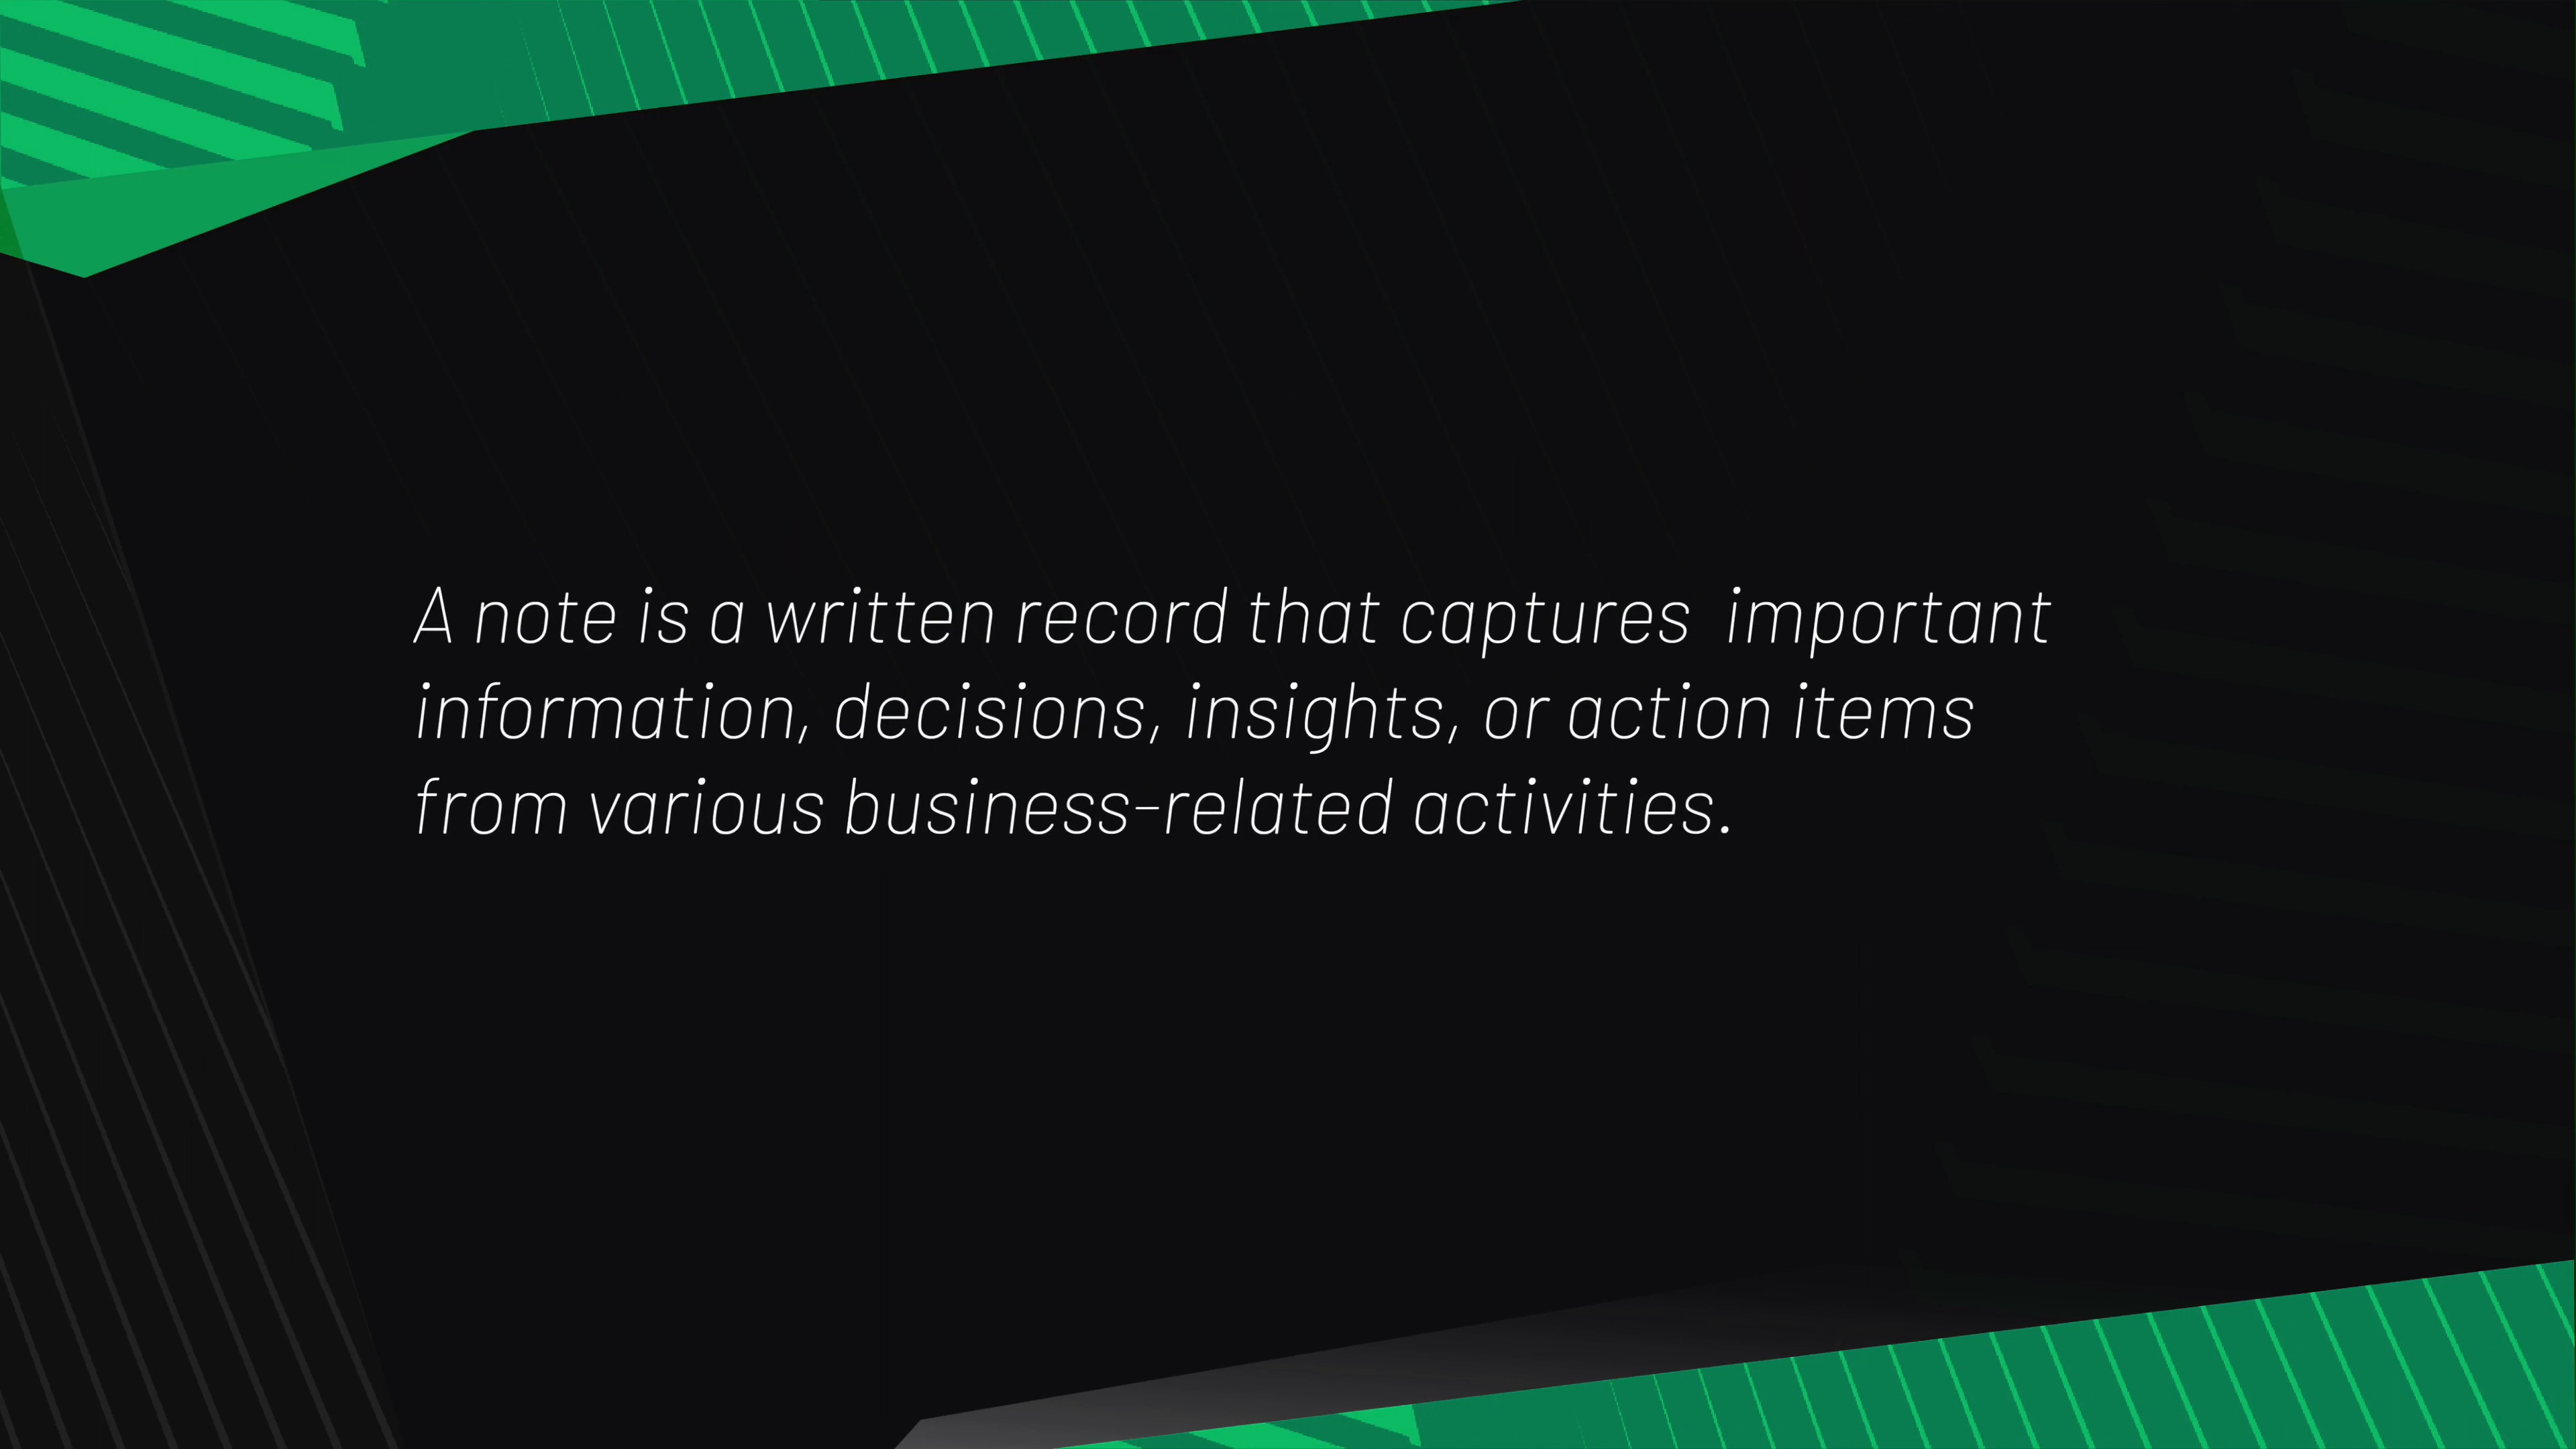 A note is a written record that captures  important
information, decisions, insights, or action items
from various business-related activities.